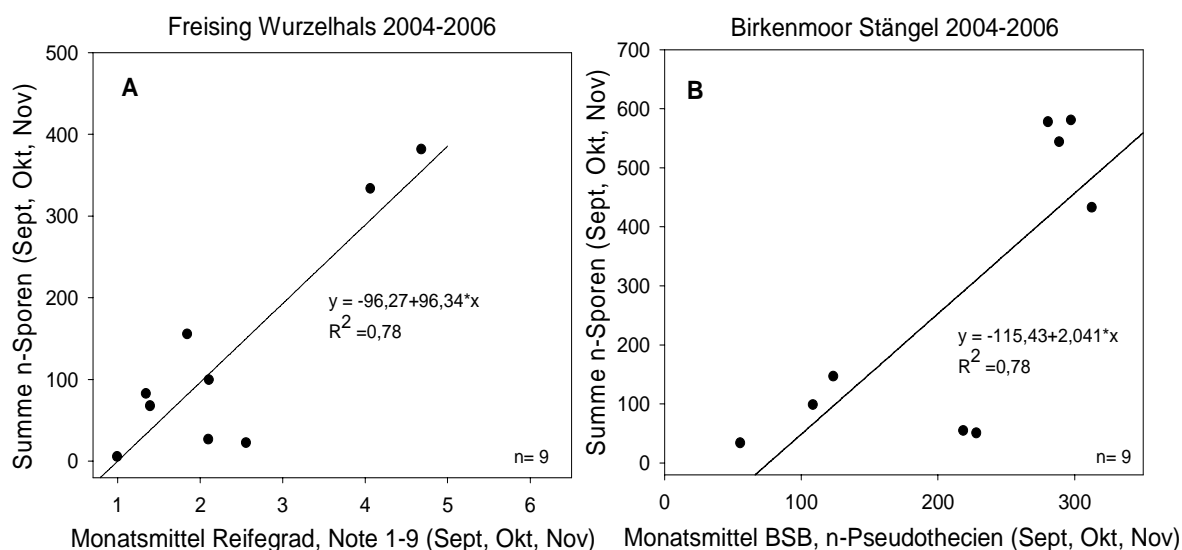 Freising Wurzelhals 2004-2006
A
Summe n-Sporen (Sept, Okt, Nov)
500
400
300
200
100
0
y = -96,27+96,34*x
R2 =0,78
n= 9
1 2 3 4 5 6
Monatsmittel Reifegrad, Note 1-9 (Sept, Okt, Nov)
Birkenmoor Stängel 2004-2006
B
Summe n-Sporen (Sept, Okt, Nov)
700
600
500
400
300
200
100
0
y = -115,43+2,041*x
R2 =0,78
n= 9
0 100 200 300
Monatsmittel BSB, n-Pseudothecien (Sept, Okt, Nov)